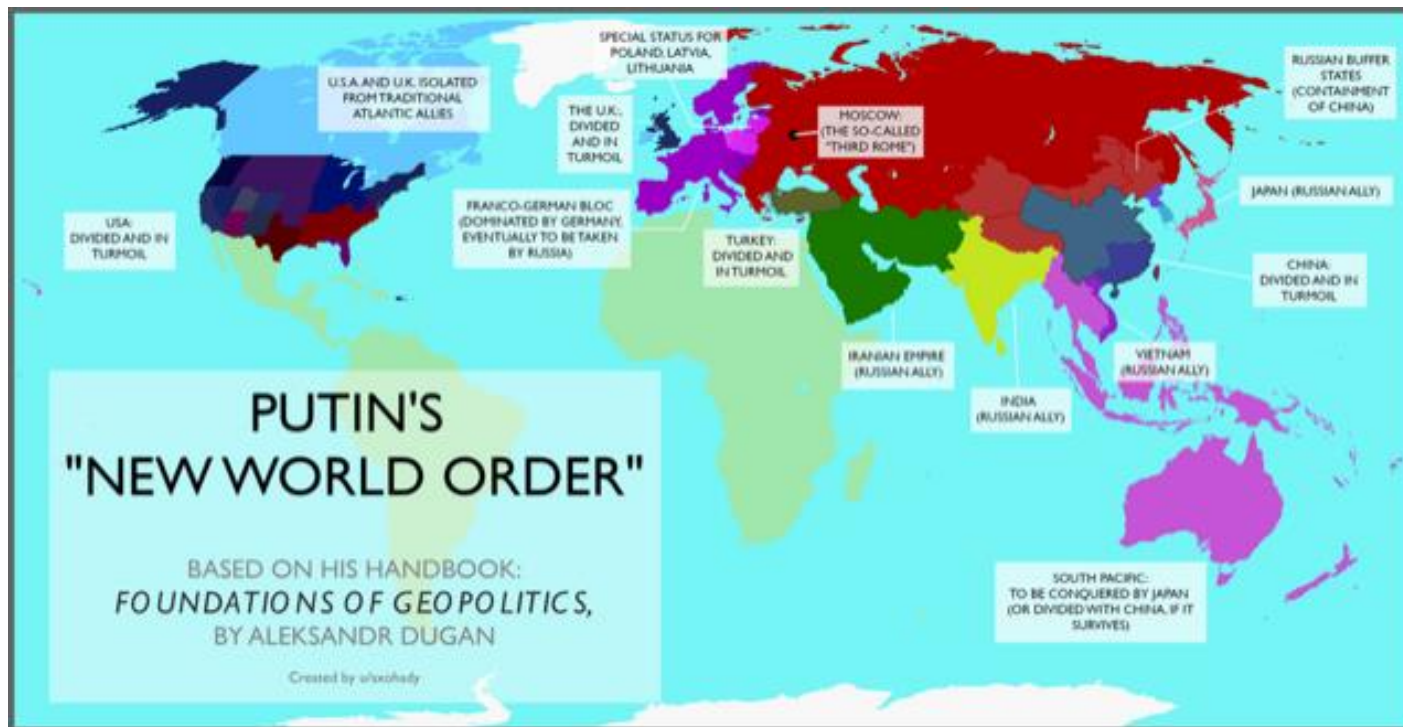 SPECIAL STATUS FOR
POLAND, LATVIA,
LITHUANIA
U.S.A. AND U.K. ISOLATED
FROM TRADITIONAL
ATLANTIC ALLIES
RUSSIAN BUFFER
STATES
(CONTAINMENT
OF CHINA)
THE U.K.:
DIVIDED
AND IN
TURMOIL
MOSCOW:
(THE SO-CALLED
"THIRD ROME")
JAPAN (RUSSIAN ALLY)
USA:
DIVIDED AND IN
TURMOIL
FRANCO-GERMAN BLOC
(DOMINATED BY GERMANY,
EVENTUALLY TO BE TAKEN
BY RUSSIA)
TURKEY:
DIVIDED AND
IN TURMOIL
CHINA:
DIVIDED AND IN
TURMOIL
IRANIAN EMPIRE
(RUSSIAN ALLY)
VIETNAM
(RUSSIAN ALLY)
INDIA
(RUSSIAN ALLY)
PUTIN'S
"NEW WORLD ORDER"
BASED ON HIS HANDBOOK:
FOUNDATIONS OF GEOPOLITICS,
BY ALEKSANDR DUGAN
Created by
SOUTH PACIFIC:
TO BE CONQUERED BY JAPAN
(OR DIVIDED WITH CHINA, IF IT
SURVIVES)